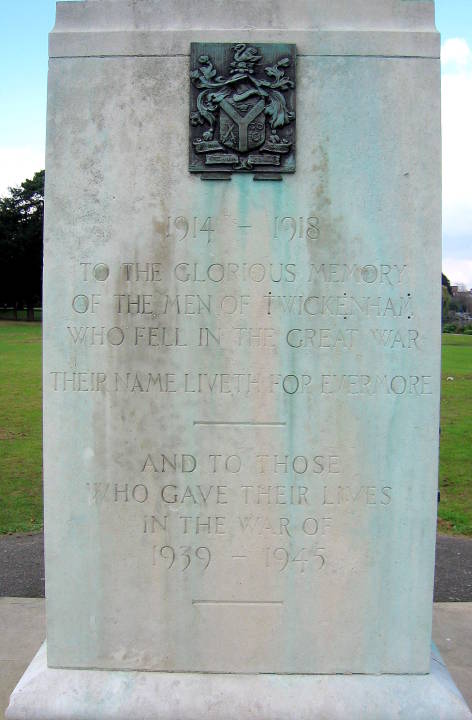 1914 – 1918
TO THE GLORIOUS MEMORY
OF THE MEN OF TWICKENHAM
WHO FELL IN THE GREAT WAR
THEIR NAME LIVETH FOR EVERMORE
AND TO THOSE
WHO GAVE THEIR LIVES
IN THE WAR OF
1939 – 1945